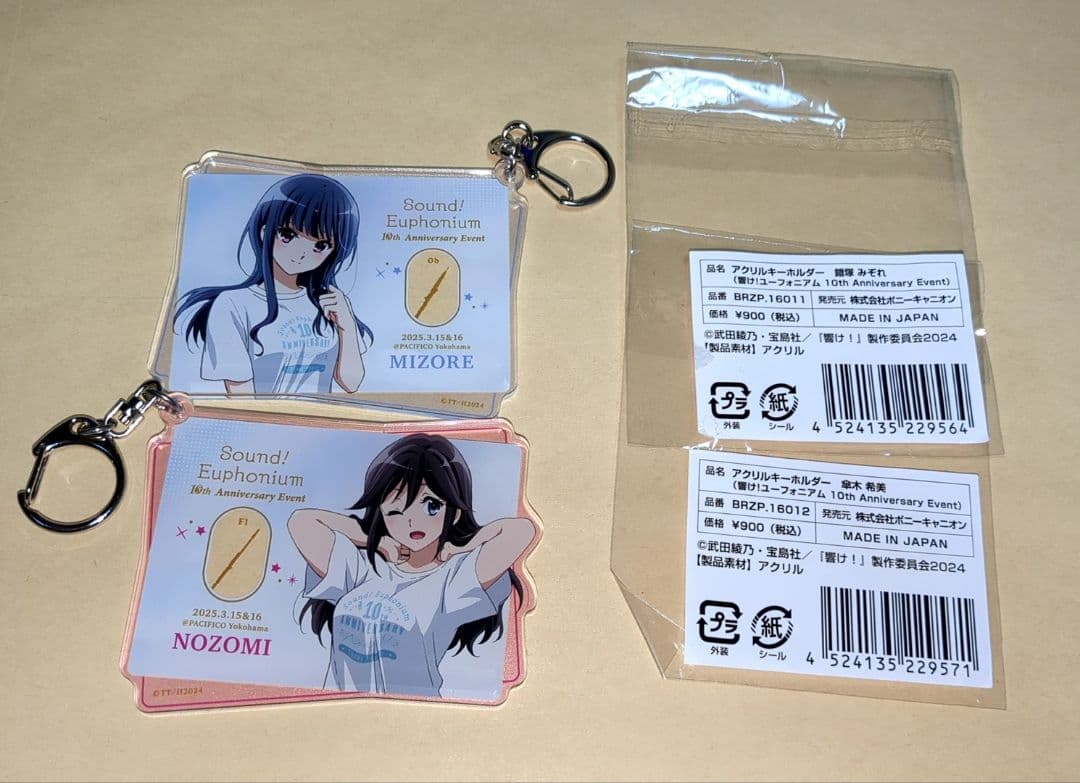 Sound!
Euphonium
10th Anniversary Event
Ob
2025.3.15&16
@PACIFICO Yokohama
MIZORE
©TT/H2024
Sound! Euphonium
10
ANNIVERSARY
Sound!
Euphonium
10th Anniversary Event
Fl
2025.3.15&16
@PACIFICO Yokohama
NOZOMI
©TT/H2024
Sound! Euphonium
10th
ANNIVERSARY
品名 アクリルキーホルダー 鎧塚 みぞれ
(響け!ユーフォニアム 10th Anniversary Event)
品番 BRZP.16011 発売元 株式会社ポニーキャニオン
価格 ¥900(税込) MADE IN JAPAN
©武田綾乃・宝島社/『響け!』製作委員会2024
【製品素材】アクリル
プラ
外装
紙
シール
4 524135 229564
品名 アクリルキーホルダー 傘木 希美
(響け!ユーフォニアム 10th Anniversary Event)
品番 BRZP.16012 発売元 株式会社ポニーキャニオン
価格 ¥900(税込) MADE IN JAPAN
©武田綾乃・宝島社/『響け!』製作委員会2024
【製品素材】アクリル
プラ
外装
紙
シール
4 524135 229571